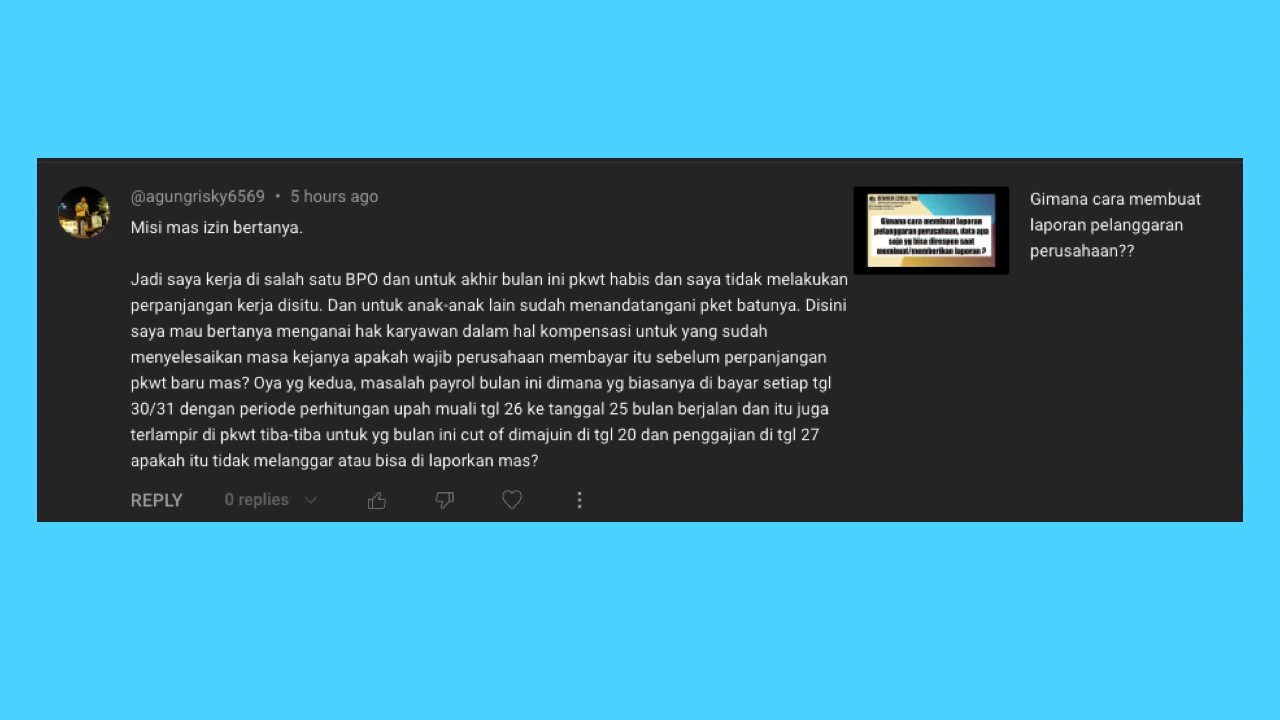 @agungrisky6569 • 5 hours ago
Misi mas izin bertanya.
Jadi saya kerja di salah satu BPO dan untuk akhir bulan ini pkwt habis dan saya tidak melakukan
perpanjangan kerja disitu. Dan untuk anak-anak lain sudah menandatangani pket batunya. Disini
saya mau bertanya menganai hak karyawan dalam hal kompensasi untuk yang sudah
menyelesaikan masa kejanya apakah wajib perusahaan membayar itu sebelum perpanjangan
pkwt baru mas? Oya yg kedua, masalah payrol bulan ini dimana yg biasanya di bayar setiap tgl
30/31 dengan periode perhitungan upah muali tgl 26 ke tanggal 25 bulan berjalan dan itu juga
terlampir di pkwt tiba-tiba untuk yg bulan ini cut of dimajuin di tgl 20 dan penggajian di tgl 27
apakah itu tidak melanggar atau bisa di laporkan mas?
REPLY 0 replies
Gimana cara membuat laporan
pelanggaran perusahaan, data apa
saja yg bisa direspon saat
membuat/memberikan laporan ?
Gimana cara membuat
laporan pelanggaran
perusahaan??